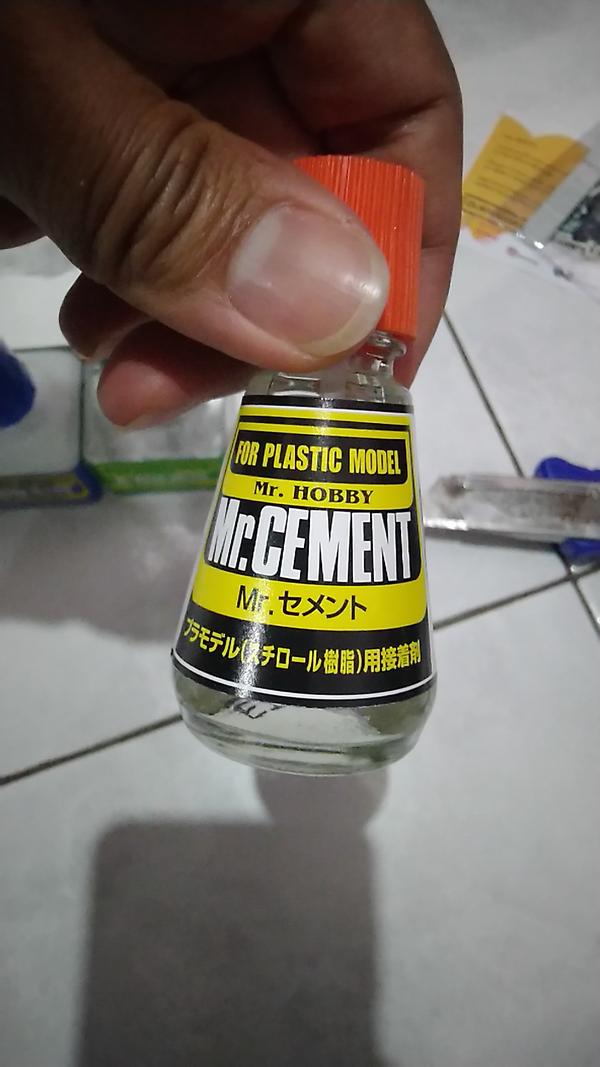 FOR PLASTIC MODEL
Mr. HOBBY
Mr.CEMENT
Mr.セメント
プラモデル(スチロール樹脂)用接着剤